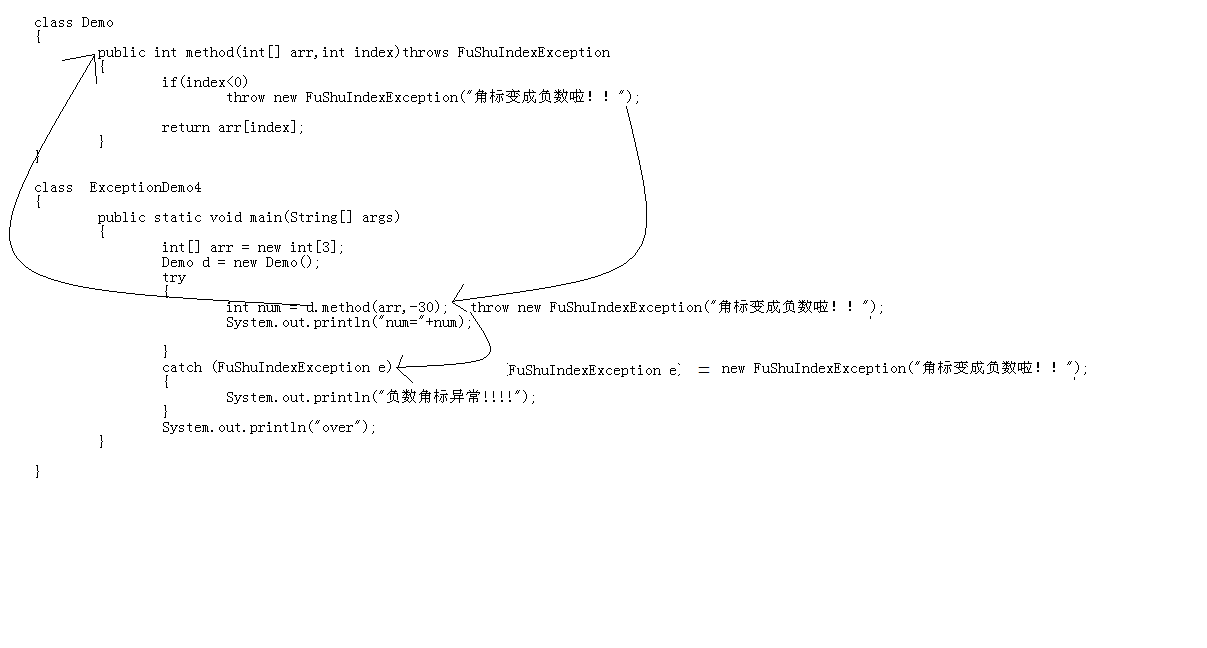 class Demo
{
public int method(int[] arr,int index)throws FuShuIndexException
{
if(index<0)
throw new FuShuIndexException("角标变成负数啦！！");
return arr[index];
}
}
class ExceptionDemo4
{
public static void main(String[] args)
{
int[] arr = new int[3];
Demo d = new Demo();
try
{
int num = d.method(arr,-30); throw new FuShuIndexException("角标变成负数啦！！");
System.out.println("num="+num);
}
catch (FuShuIndexException e) FuShuIndexException e = new FuShuIndexException("角标变成负数啦！！");
{
System.out.println("负数角标异常!!!!");
}
System.out.println("over");
}
}